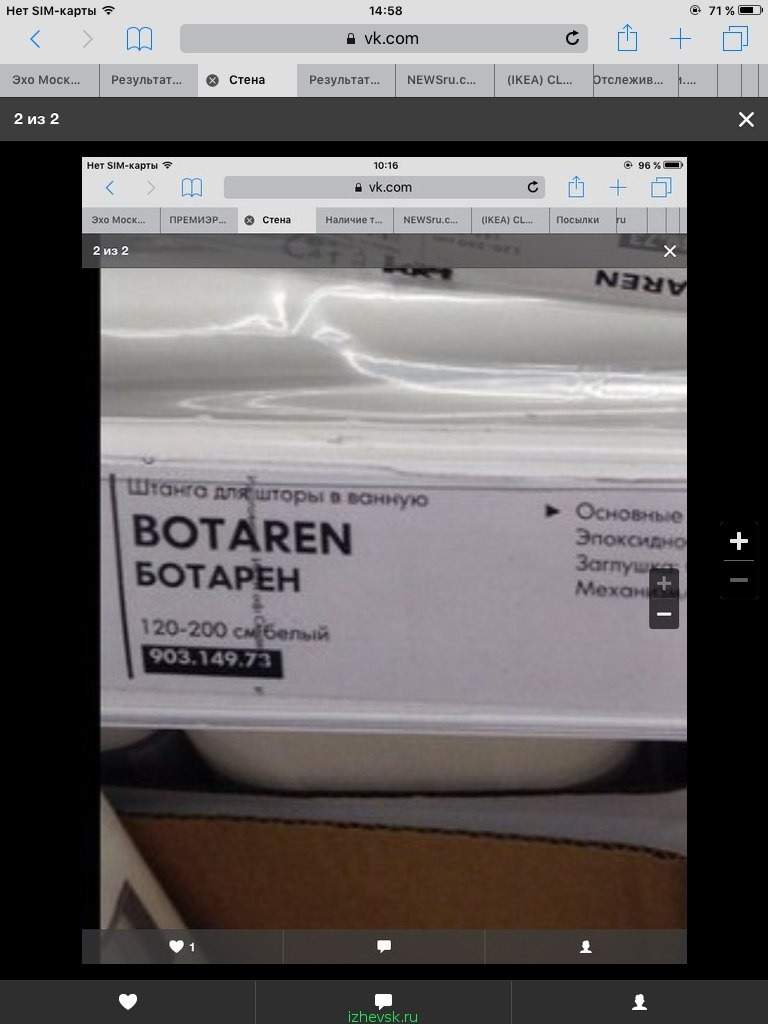 Нет SIM-карты 14:58 71 %
vk.com
Эхо Моск... Результат... Стена Результат... NEWSru.c... (IKEA) CL... Отслежив...
2 из 2
Нет SIM-карты 10:16 96 %
vk.com
Эхо Моск... ПРЕМИЭР... Стена Наличие т... NEWSru.c... (IKEA) CL... Посылки ru
2 из 2
Штанга для шторы в ванную
BOTAREN
БОТАРЕН
120-200 см белый
903.149.73
► Основные
Эпоксидно
Заглушка:
Механи
1
izhevsk.ru